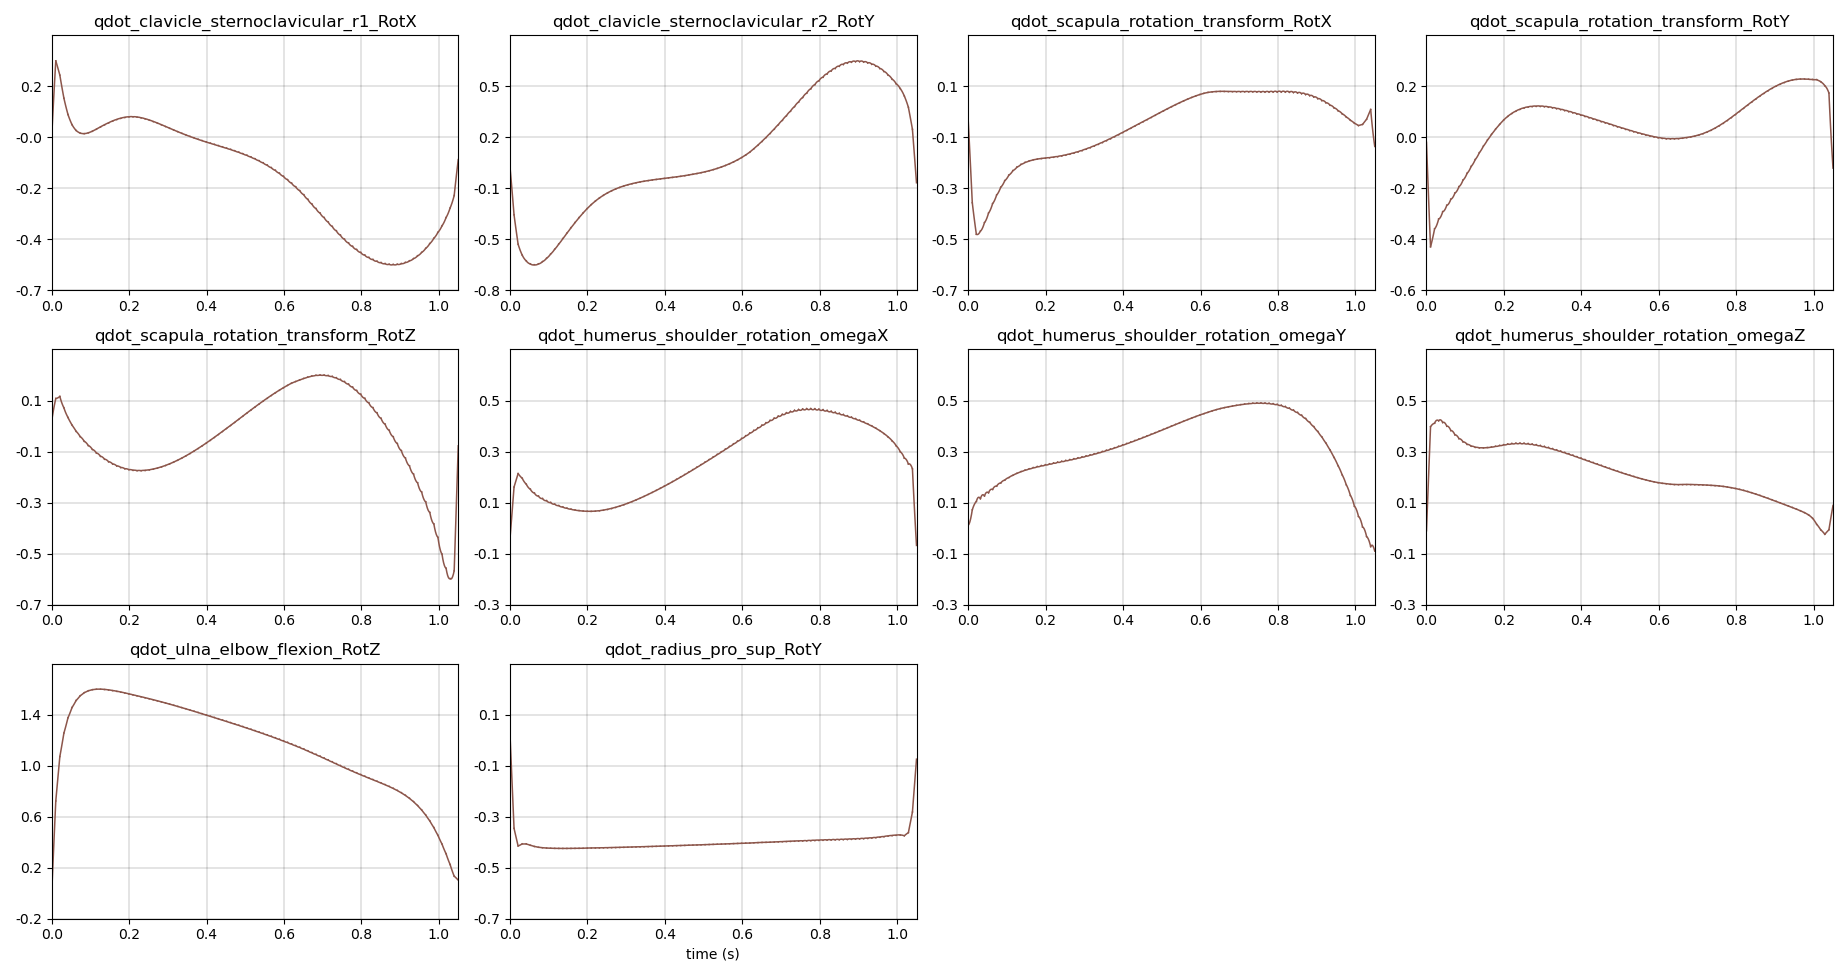 qdot_clavicle_sternoclavicular_r1_RotX
0.2
-0.0
-0.2
-0.4
-0.7
0.0 0.2 0.4 0.6 0.8 1.0
qdot_clavicle_sternoclavicular_r2_RotY
0.5
0.2
-0.1
-0.5
-0.8
0.0 0.2 0.4 0.6 0.8 1.0
qdot_scapula_rotation_transform_RotX
0.1
-0.1
-0.3
-0.5
-0.7
0.0 0.2 0.4 0.6 0.8 1.0
qdot_scapula_rotation_transform_RotY
0.2
0.0
-0.2
-0.4
-0.6
0.0 0.2 0.4 0.6 0.8 1.0
qdot_scapula_rotation_transform_RotZ
0.1
-0.1
-0.3
-0.5
-0.7
0.0 0.2 0.4 0.6 0.8 1.0
qdot_humerus_shoulder_rotation_omegaX
0.5
0.3
0.1
-0.1
-0.3
0.0 0.2 0.4 0.6 0.8 1.0
qdot_humerus_shoulder_rotation_omegaY
0.5
0.3
0.1
-0.1
-0.3
0.0 0.2 0.4 0.6 0.8 1.0
qdot_humerus_shoulder_rotation_omegaZ
0.5
0.3
0.1
-0.1
-0.3
0.0 0.2 0.4 0.6 0.8 1.0
qdot_ulna_elbow_flexion_RotZ
1.4
1.0
0.6
0.2
-0.2
0.0 0.2 0.4 0.6 0.8 1.0
qdot_radius_pro_sup_RotY
0.1
-0.1
-0.3
-0.5
-0.7
0.0 0.2 0.4 0.6 0.8 1.0
time (s)